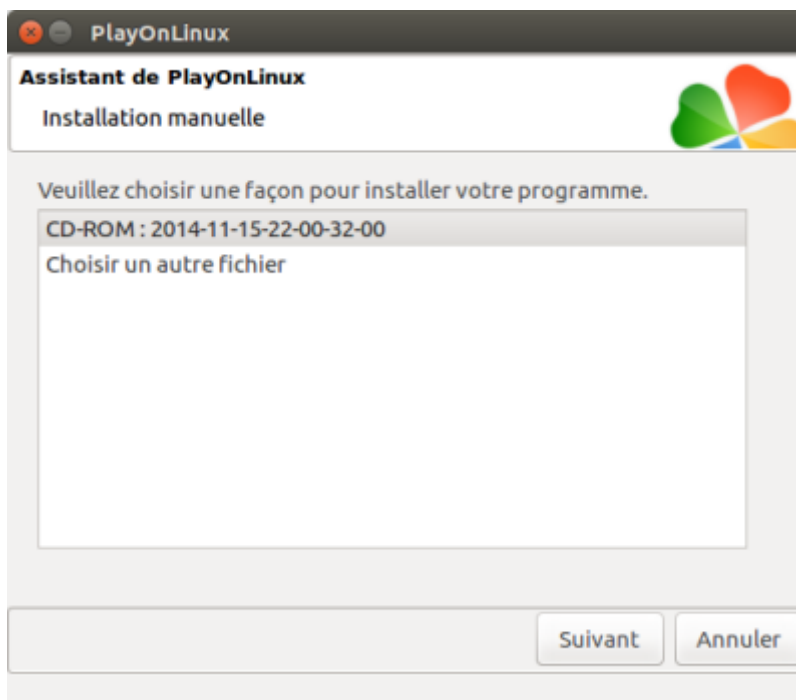 PlayOnLinux
Assistant de PlayOnLinux
Installation manuelle
Veuillez choisir une façon pour installer votre programme.
CD-ROM : 2014-11-15-22-00-32-00
Choisir un autre fichier
Suivant
Annuler